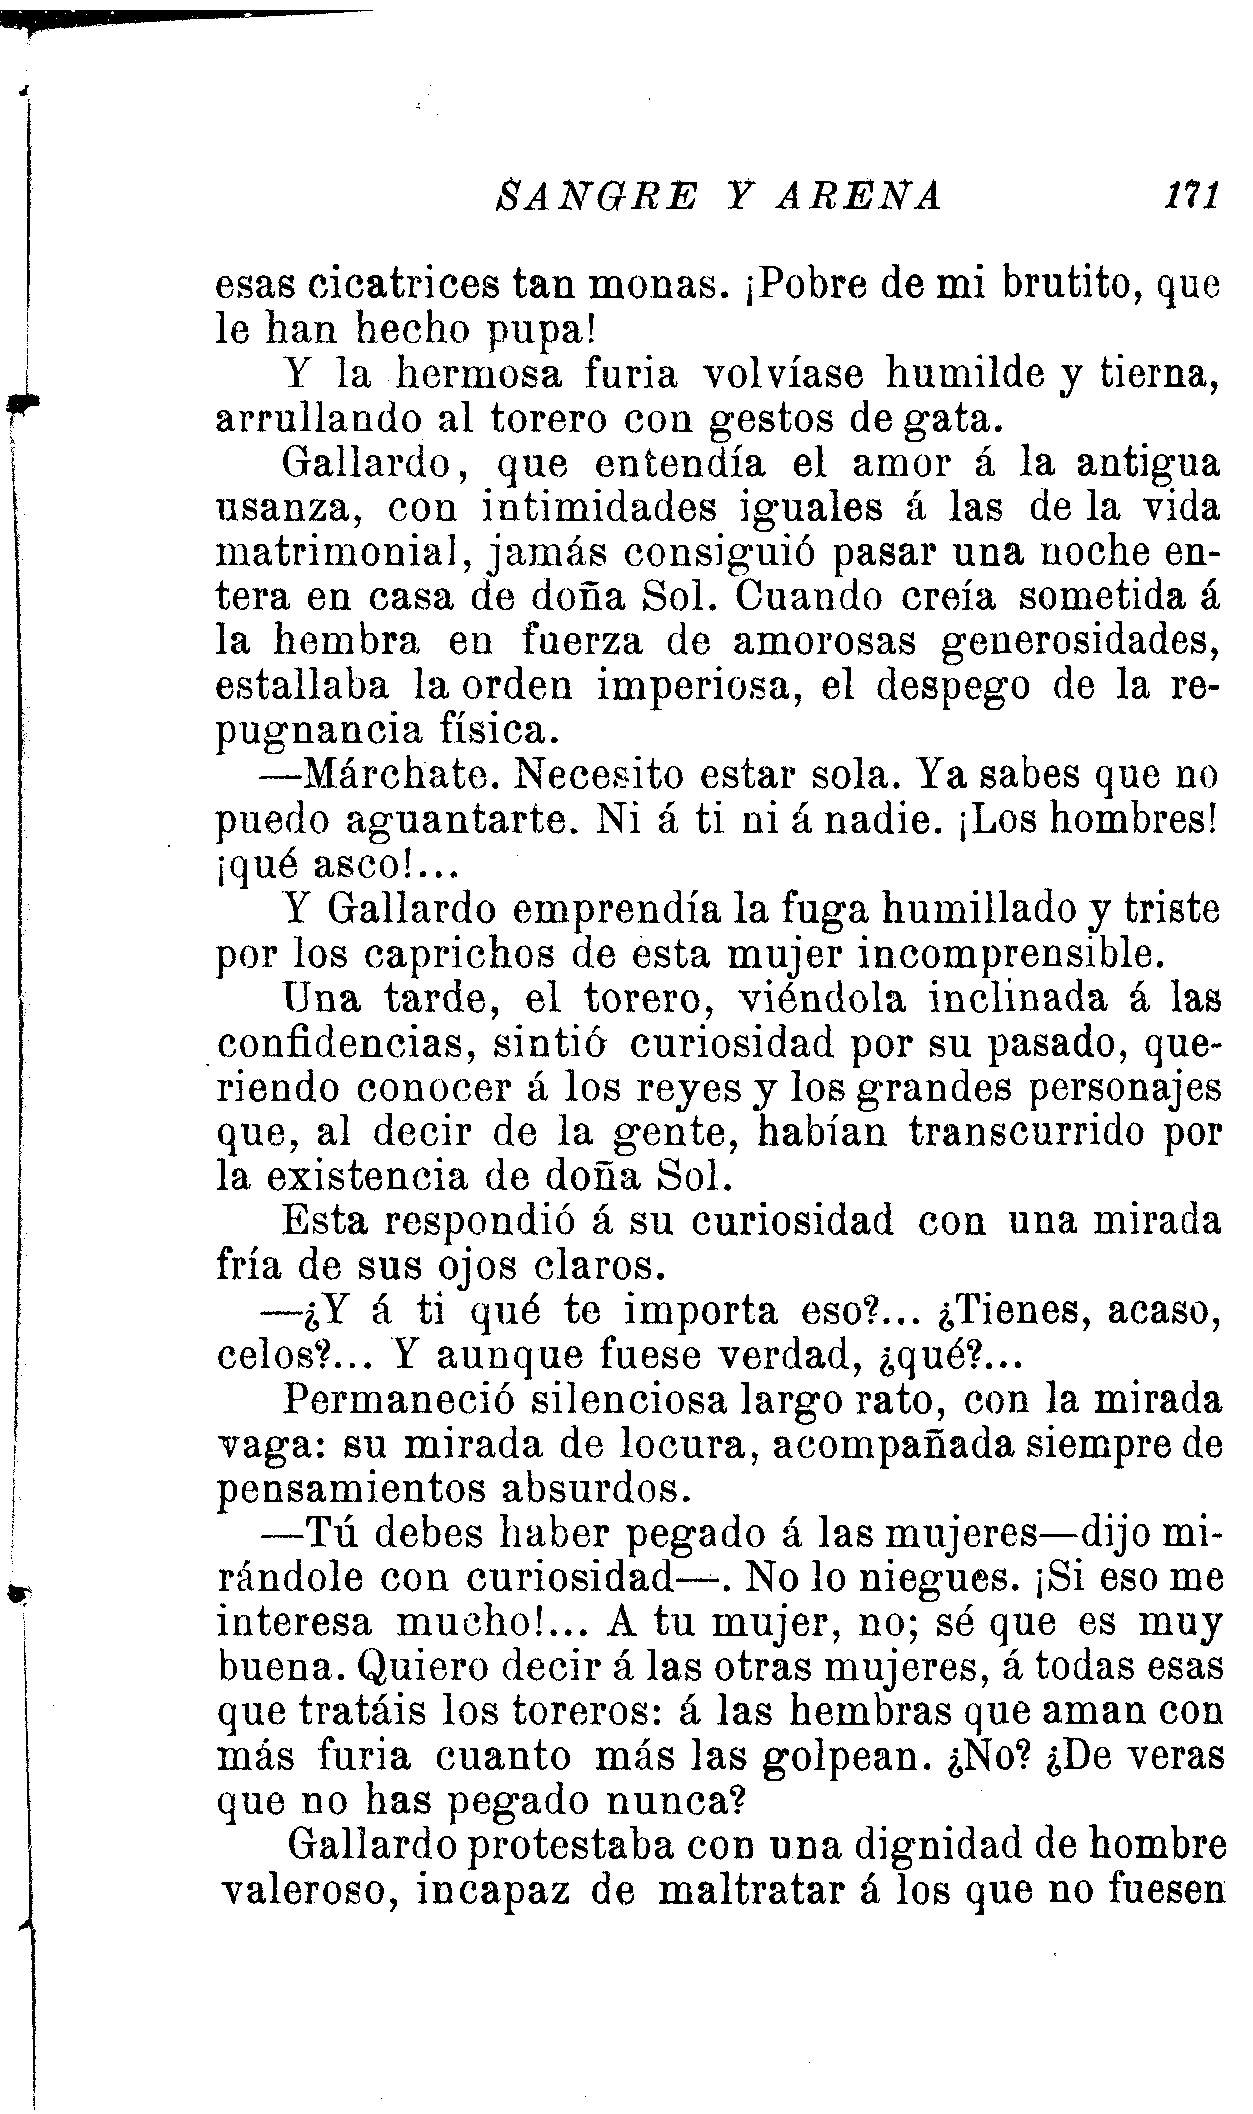 SANGRE Y ARENA 171
esas cicatrices tan monas. ¡Pobre de mi brutito, que
le han hecho pupa!
Y la hermosa furia volvíase humilde y tierna,
arrullando al torero con gestos de gata.
Gallardo, que entendía el amor á la antigua
usanza, con intimidades iguales á las de la vida
matrimonial, jamás consiguió pasar una noche en-
tera en casa de doña Sol. Cuando creía sometida á
la hembra en fuerza de amorosas generosidades,
estallaba la orden imperiosa, el despego de la re-
pugnancia física.
—Márchate. Necesito estar sola. Ya sabes que no
puedo aguantarte. Ni á ti ni á nadie. ¡Los hombres!
¡qué asco!...
Y Gallardo emprendía la fuga humillado y triste
por los caprichos de esta mujer incomprensible.
Una tarde, el torero, viéndola inclinada á las
confidencias, sintió curiosidad por su pasado, que-
riendo conocer á los reyes y los grandes personajes
que, al decir de la gente, habían transcurrido por
la existencia de doña Sol.
Esta respondió á su curiosidad con una mirada
fría de sus ojos claros.
—¿Y á ti qué te importa eso?... ¿Tienes, acaso,
celos?... Y aunque fuese verdad, ¿qué?...
Permaneció silenciosa largo rato, con la mirada
vaga: su mirada de locura, acompañada siempre de
pensamientos absurdos.
—Tú debes haber pegado á las mujeres—dijo mi-
rándole con curiosidad—. No lo niegues. ¡Si eso me
interesa mucho!... A tu mujer, no; sé que es muy
buena. Quiero decir á las otras mujeres, á todas esas
que tratáis los toreros: á las hembras que aman con
más furia cuanto más las golpean. ¿No? ¿De veras
que no has pegado nunca?
Gallardo protestaba con una dignidad de hombre
valeroso, incapaz de maltratar á los que no fuesen